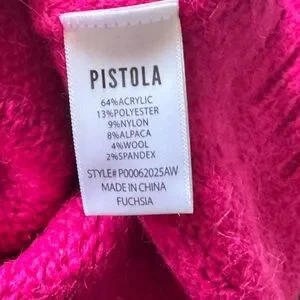 PISTOLA
64%ACRYLIC
13%POLYESTER
9%NYLON
8%ALPACA
4%WOOL
2%SPANDEX
STYLE# P00062025AW
MADE IN CHINA
FUCHSIA